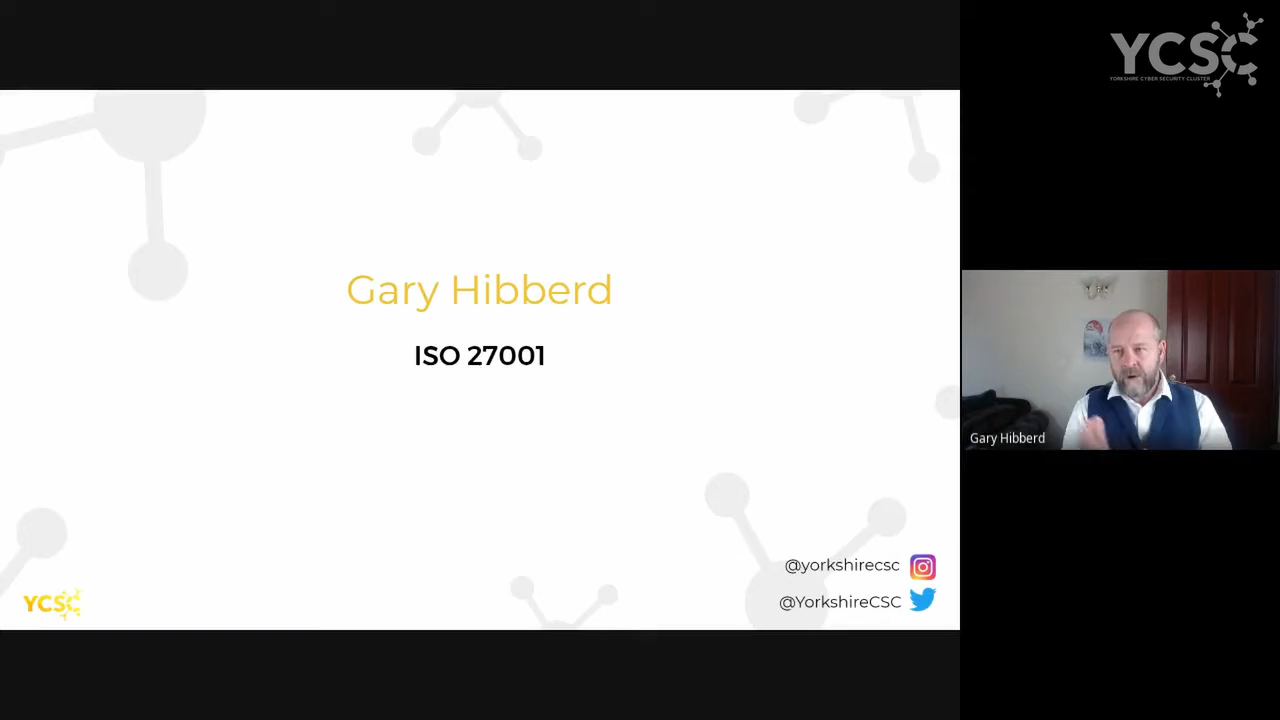 YCSC
YORKSHIRE CYBER SECURITY CLUSTER
Gary Hibberd
ISO 27001
Gary Hibberd
@yorkshirecsc
@YorkshireCSC
YCSC